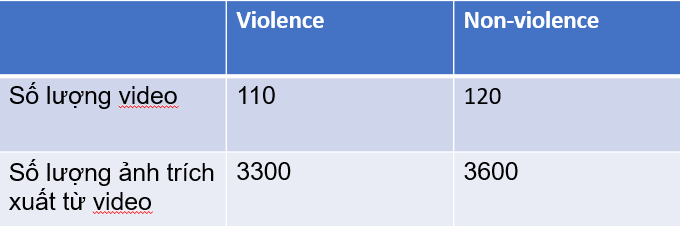 Violence
Non-violence
Số lượng video
110
120
Số lượng ảnh trích
xuất từ video
3300
3600